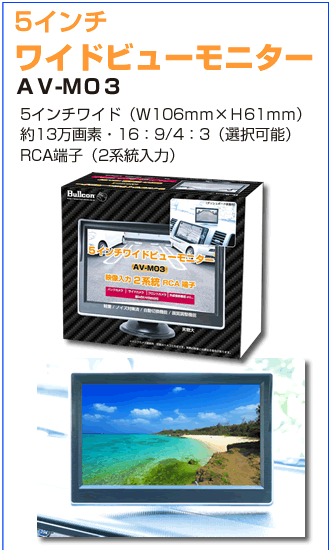 5インチ
ワイドビューモニター
AV-M03
5インチワイド（W106mm×H61mm）
約13万画素・16：9/4：3（選択可能）
RCA端子（2系統入力）
Bullcon
5インチワイドビューモニター
AV-M03
映像入力 2系統 RCA端子
実物大